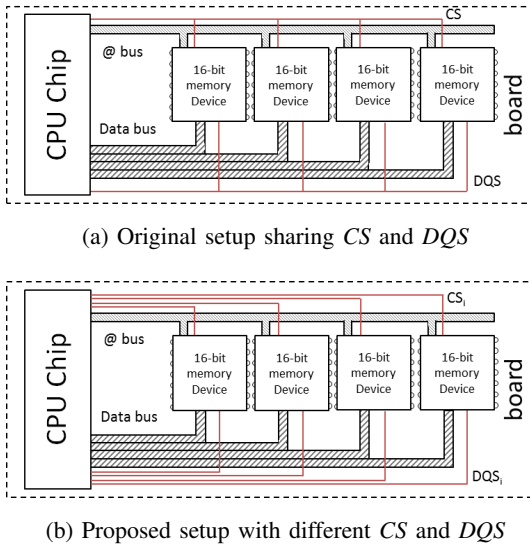 CS
CPU Chip
@ bus
16-bit
memory
Device
16-bit
memory
Device
16-bit
memory
Device
16-bit
memory
Device
board
Data bus
DQS
(a) Original setup sharing CS and DQS
CSi
CPU Chip
@ bus
16-bit
memory
Device
16-bit
memory
Device
16-bit
memory
Device
16-bit
memory
Device
board
Data bus
DQSi
(b) Proposed setup with different CS and DQS